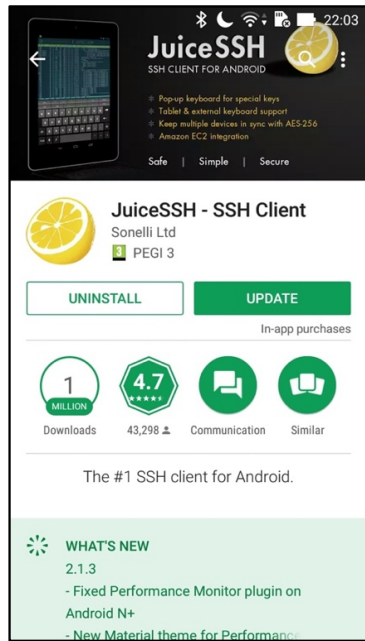 22:03
JuiceSSH
SSH CLIENT FOR ANDROID
Pop-up keyboard for special keys
Tablet & external keyboard support
Keep multiple devices in sync with AES-256
Amazon EC2 integration
Safe | Simple | Secure
JuiceSSH - SSH Client
Sonelli Ltd
3 PEGI 3
UNINSTALL UPDATE
In-app purchases
1 MILLION
4.7
Downloads 43,298 Communication Similar
The #1 SSH client for Android.
WHAT'S NEW
2.1.3
- Fixed Performance Monitor plugin on
Android N+
- New Material theme for Performance